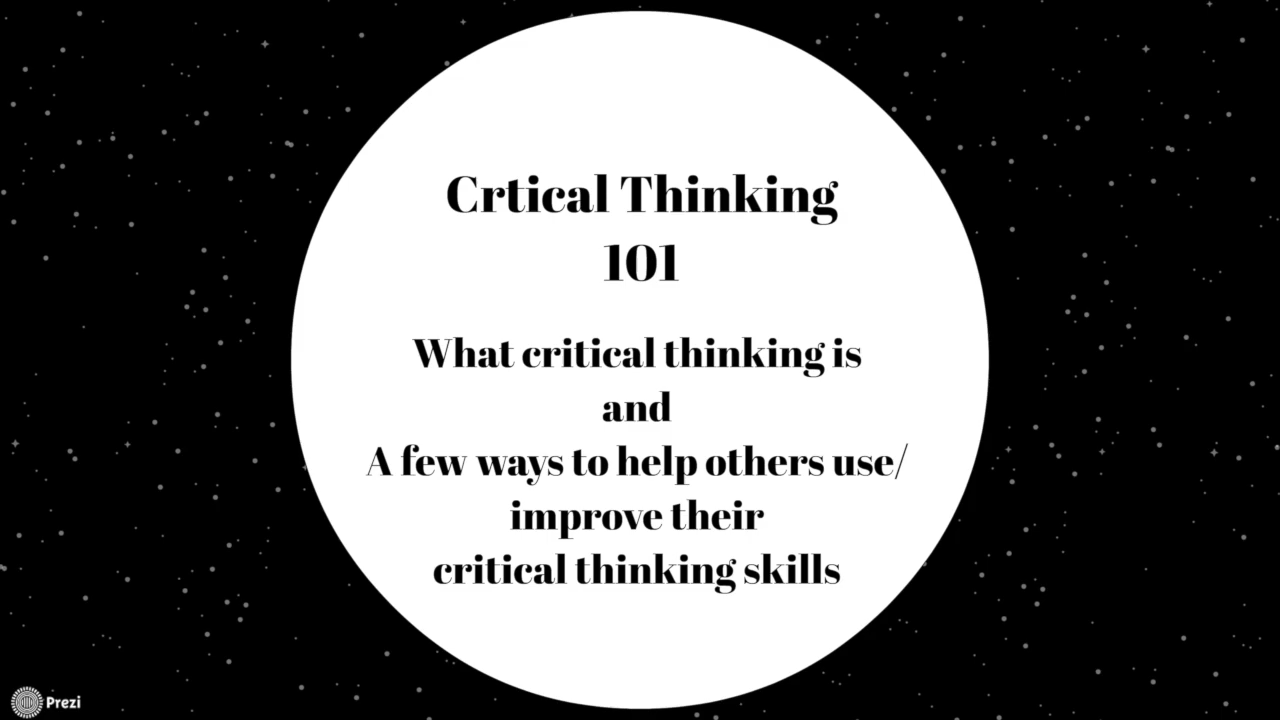 Crtical Thinking
101
What critical thinking is
and
A few ways to help others use/
improve their
critical thinking skills
Prezi